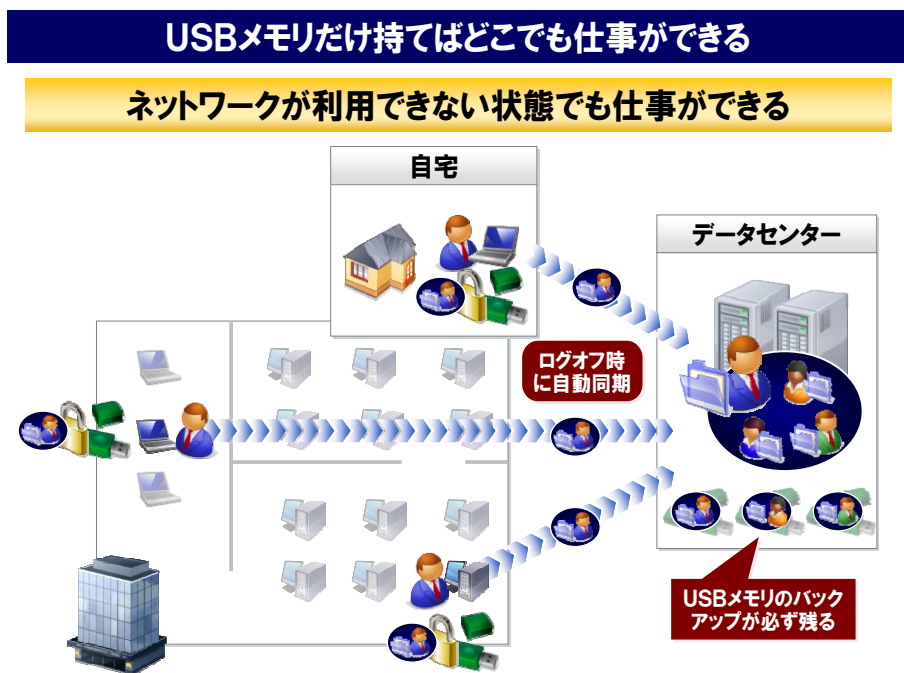 USBメモリだけ持てばどこでも仕事ができる
ネットワークが利用できない状態でも仕事ができる
自宅
データセンター
ログオフ時
に自動同期
USBメモリのバック
アップが必ず残る